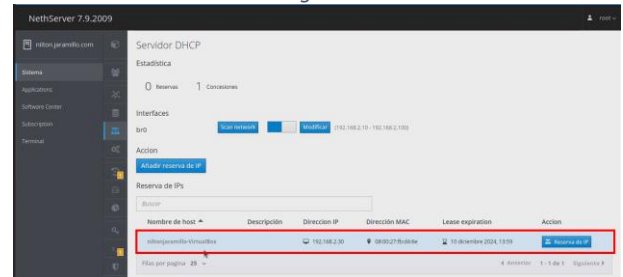 NethServer 7.9.2009
root
nilton.jaramillo.com
Sistema
Applications
Software Center
Subscription
Terminal
Servidor DHCP
Estadística
0 Reservas 1 Concesiones
Interfaces
br0 Scan network Modificar (192.168.2.10 - 192.168.2.100)
Accion
Añadir reserva de IP
Reserva de IPs
Buscar
Nombre de host Descripción Direccion IP Dirección MAC Lease expiration Accion
niltonjaramillo-VirtualBox 192.168.2.30 10 diciembre 2024, 13:59 Reserva de IP
Filas por pagina 25 Anterior 1 - 1 de 1 Siguiente